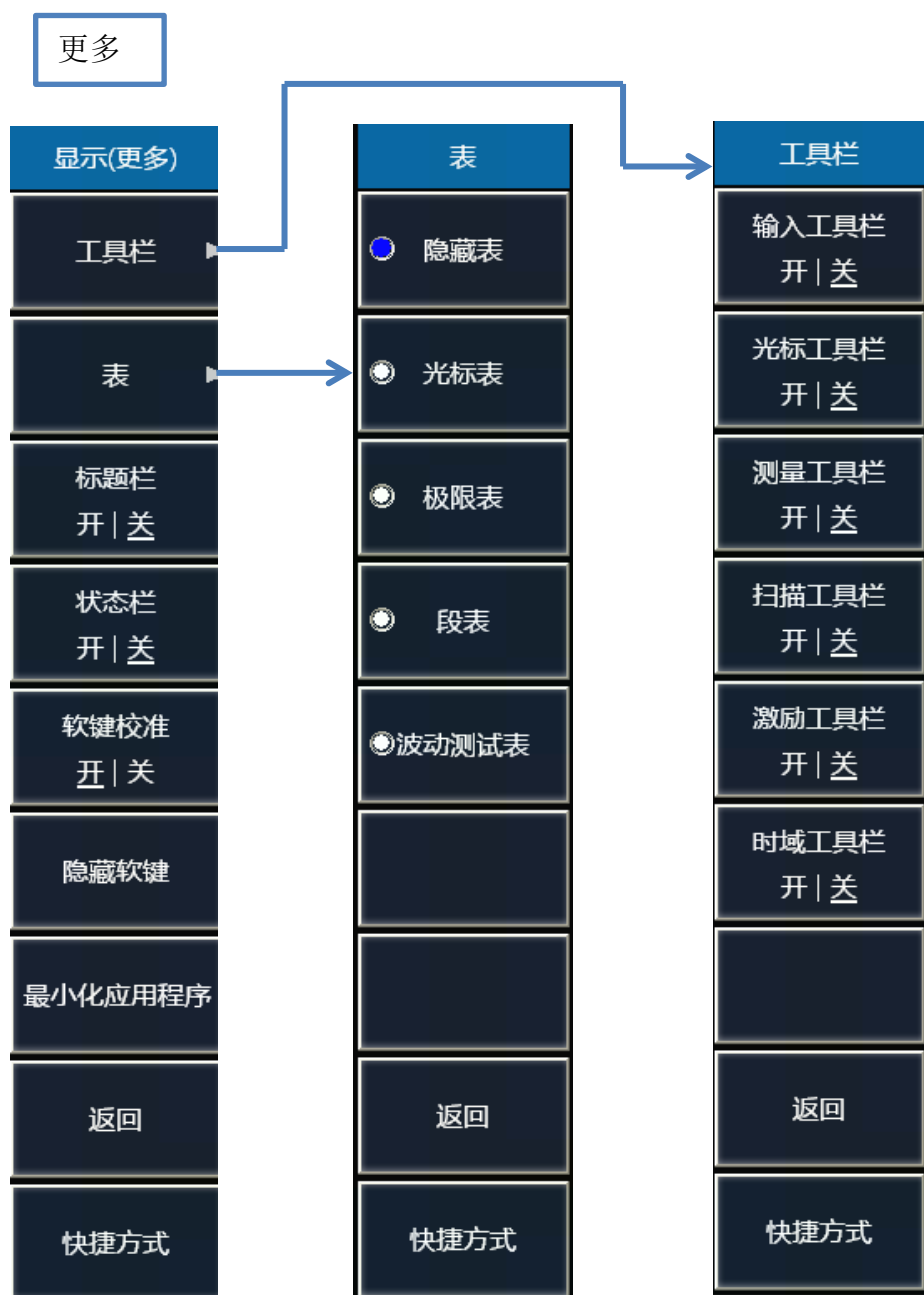 更多
显示(更多)
工具栏
表
标题栏
开 | 关
状态栏
开 | 关
软键校准
开 | 关
隐藏软键
最小化应用程序
返回
快捷方式
表
隐藏表
光标表
极限表
段表
波动测试表
返回
快捷方式
工具栏
输入工具栏
开 | 关
光标工具栏
开 | 关
测量工具栏
开 | 关
扫描工具栏
开 | 关
激励工具栏
开 | 关
时域工具栏
开 | 关
返回
快捷方式